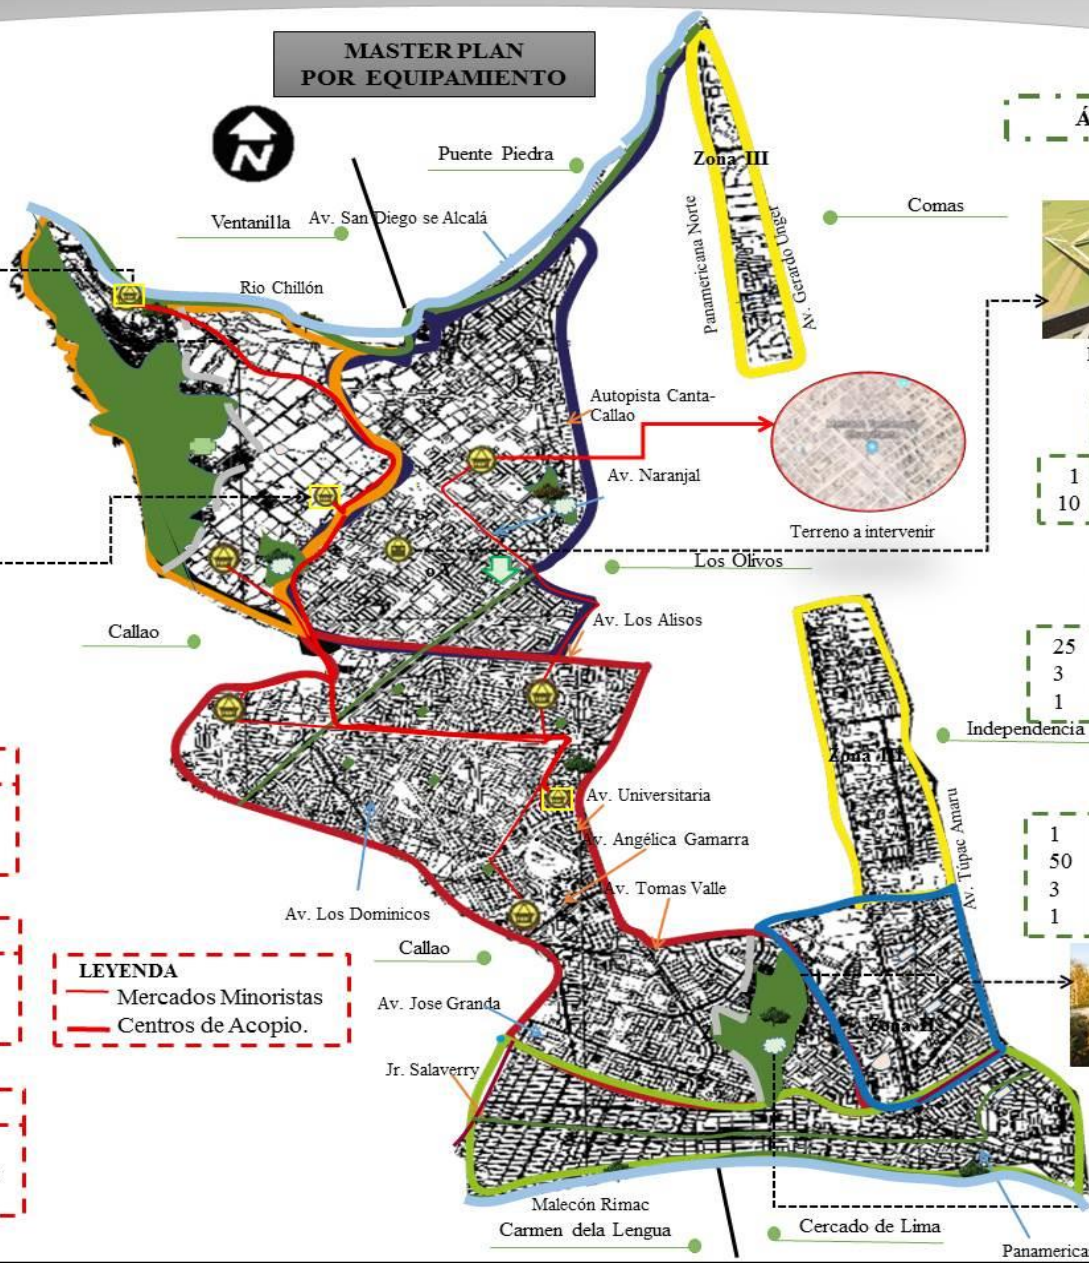 MASTER PLAN
POR EQUIPAMIENTO
Á
Puente Piedra
Zona III
Comas
Ventanilla
Av. San Diego se Alcalá
Panamericana Norte
Av. Gerardo Unger
Rio Chillón
Autopista Canta-
Callao
Av. Naranjal
1
10
Terreno a intervenir
Los Olivos
Callao
Av. Los Alisos
25
3
1
Independencia
Zona III
Av. Universitaria
Av. Túpac Amaru
Av. Angélica Gamarra
1
50
3
1
Av. Tomas Valle
Av. Los Dominicos
Callao
LEYENDA
Mercados Minoristas
Centros de Acopio.
Av. Jose Granda
Zona II
Jr. Salaverry
Malecón Rimac
Carmen dela Lengua
Cercado de Lima
Panamerica